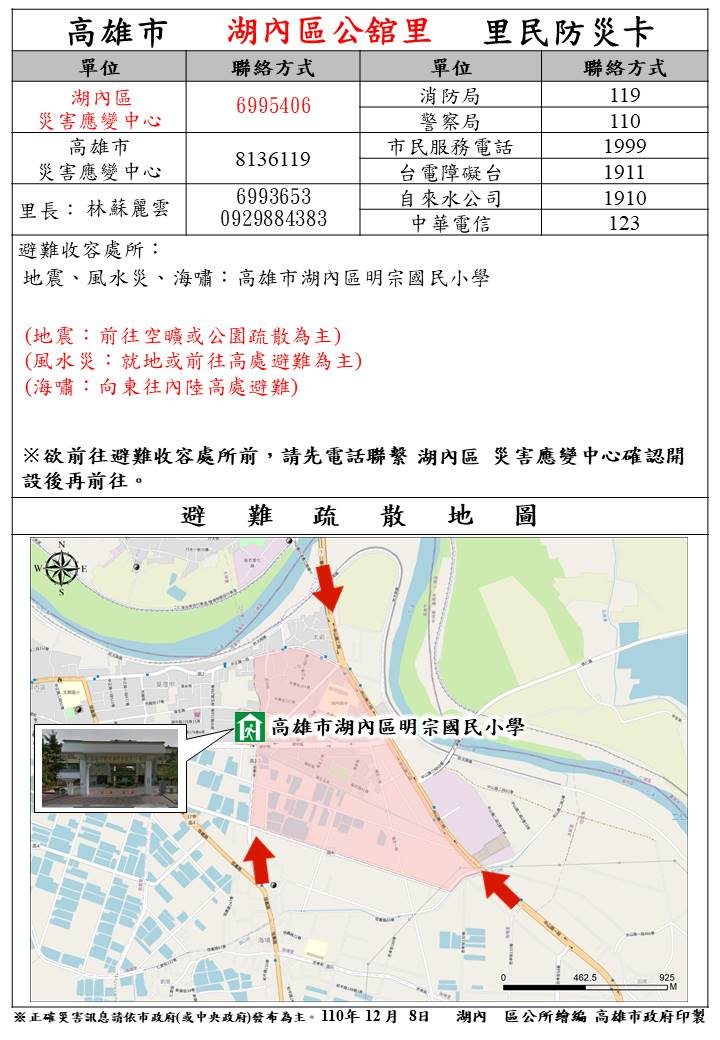 高雄市 湖內區公舘里 里民防災卡
單位 聯絡方式 單位 聯絡方式
湖內區
災害應變中心 6995406
消防局 119
警察局 110
高雄市
災害應變中心 8136119
市民服務電話 1999
台電障礙台 1911
里長：林蘇麗雲 6993653
0929884383
自來水公司 1910
中華電信 123
避難收容處所：
地震、風水災、海嘯：高雄市湖內區明宗國民小學
(地震：前往空曠或公園疏散為主)
(風水災：就地或前往高處避難為主)
(海嘯：向東往內陸高處避難)
※欲前往避難收容處所前，請先電話聯繫 湖內區 災害應變中心確認開
設後再前往。
避難疏散地圖
N
W E
S
高雄市湖內區明宗國民小學
0 462.5 925
M
※正確災害訊息請依市政府(或中央政府)發布為主。110年12月 8日 湖內 區公所繪編 高雄市政府印製